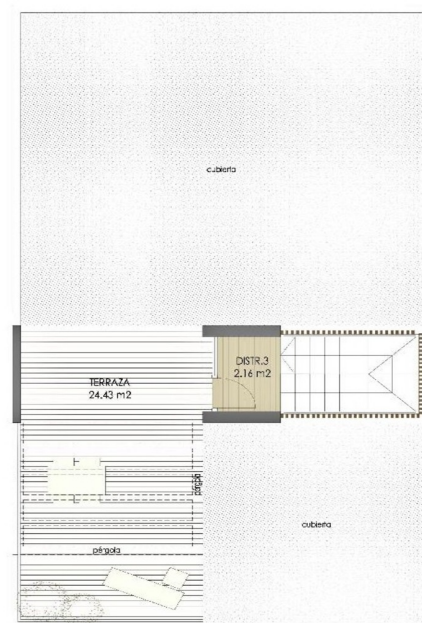 cubierta
DISTR.3
2.16 m2
TERRAZA
24.43 m2
pérgola
cubierta
pérgola